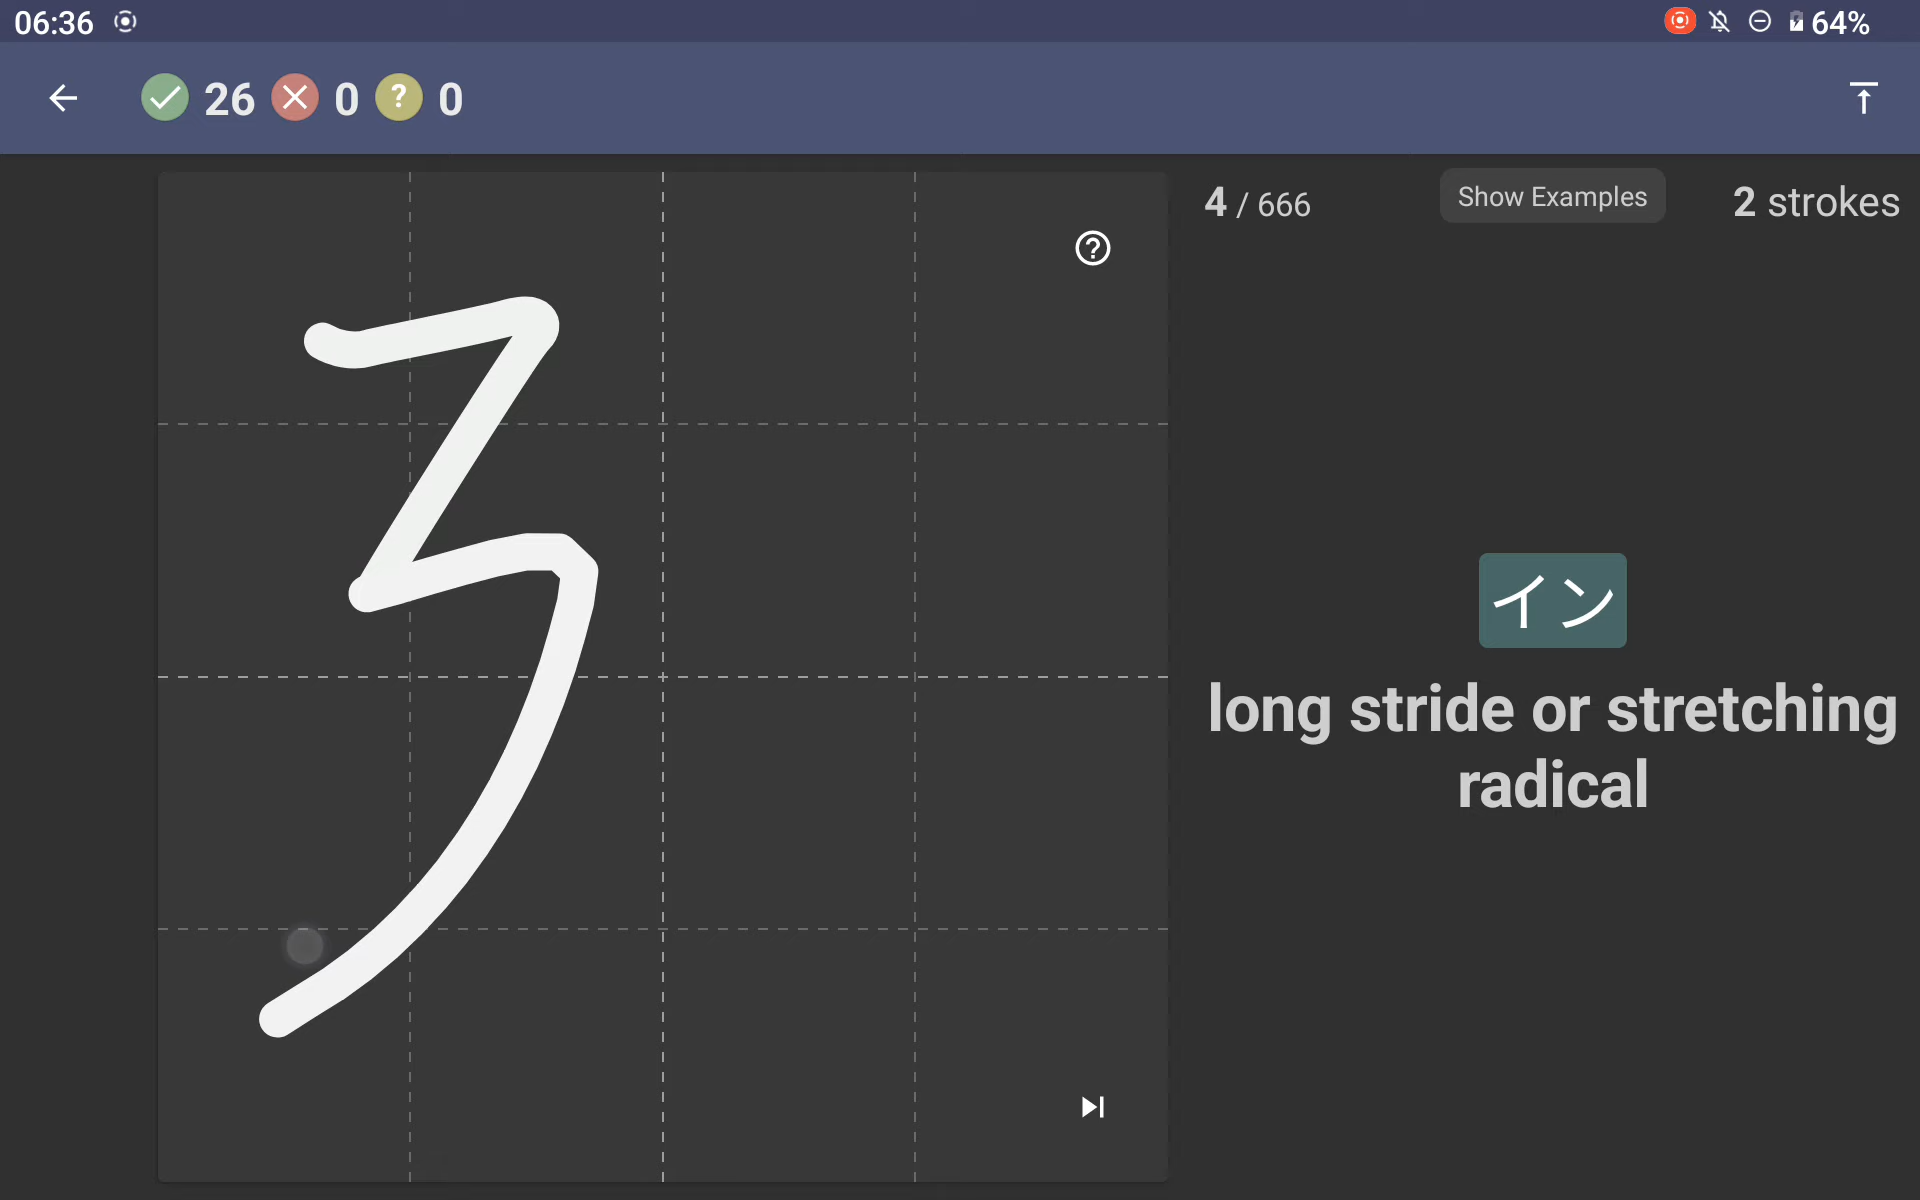 06:36 64%
26 0 ? 0
4 / 666 Show Examples 2 strokes
?
イン
long stride or stretching
radical